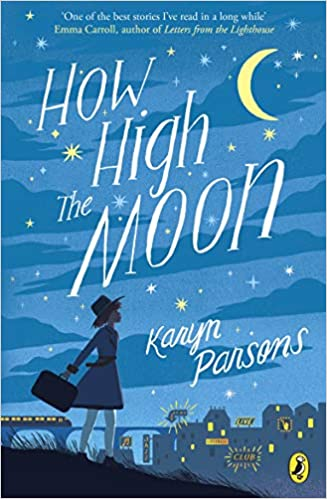 'One of the best stories I've read in a long while'
Emma Carroll, author of Letters from the Lighthouse
How
High
The
Moon
Karyn
Parsons
LIVE
CLUB